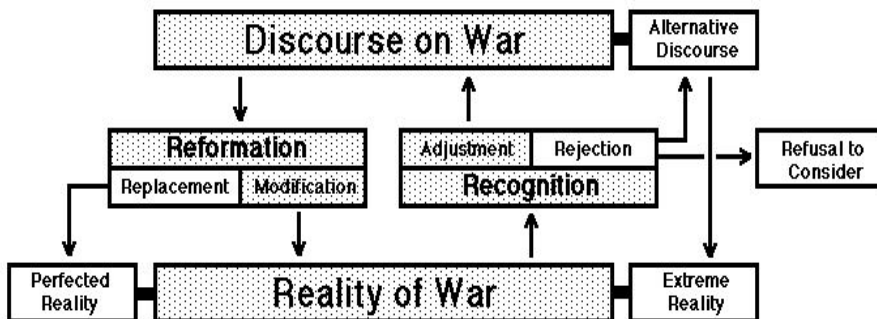 Discourse on War
Alternative
Discourse
Reformation
Replacement
Modification
Adjustment
Rejection
Recognition
Refusal to
Consider
Perfected
Reality
Reality of War
Extreme
Reality